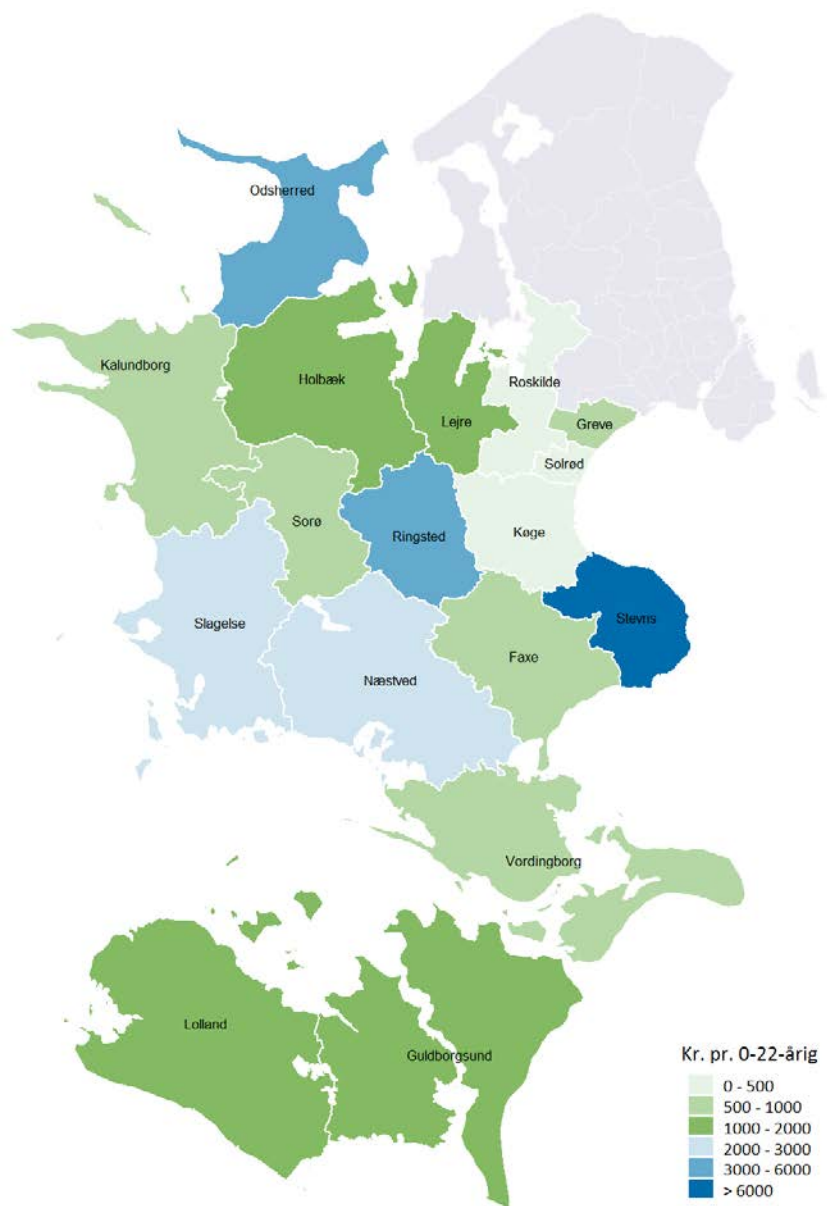 Odsherred
Kalundborg
Holbæk
Roskilde
Lejre
Greve
Solrød
Sorø
Ringsted
Køge
Slagelse
Stevns
Faxe
Næstved
Vordingborg
Lolland
Guldborgsund
Kr. pr. 0-22-årig
0 - 500
500 - 1000
1000 - 2000
2000 - 3000
3000 - 6000
> 6000